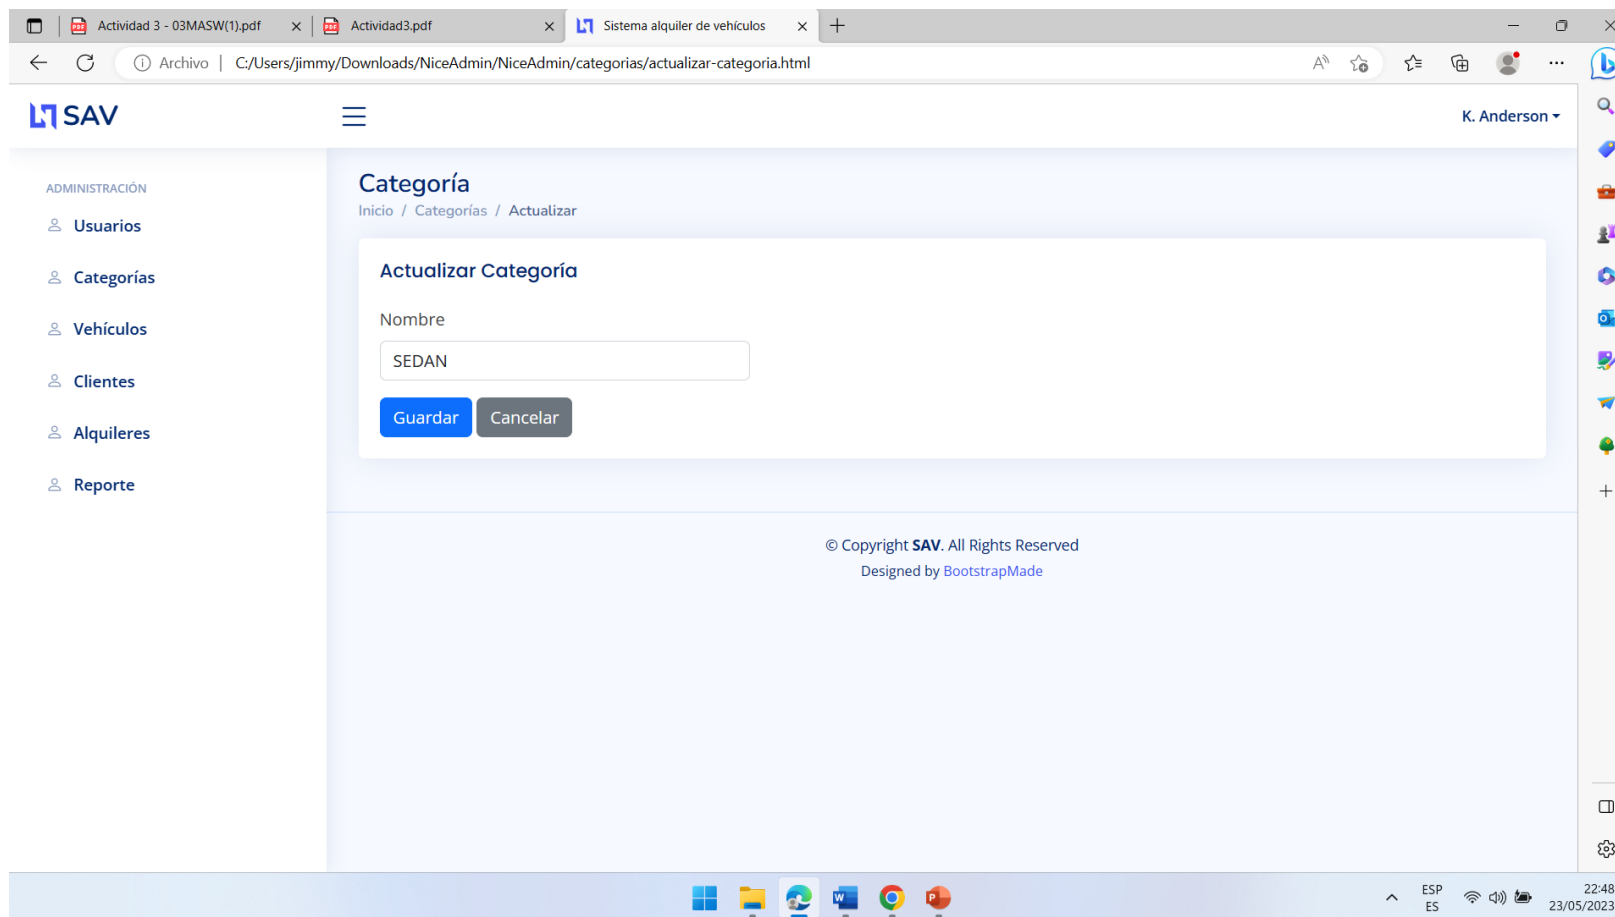 Actividad 3 - 03MASW(1).pdf
Actividad3.pdf
Sistema alquiler de vehículos
Archivo | C:/Users/jimmy/Downloads/NiceAdmin/NiceAdmin/categorias/actualizar-categoria.html
SAV
K. Anderson
ADMINISTRACIÓN
Usuarios
Categorías
Vehículos
Clientes
Alquileres
Reporte
Categoría
Inicio / Categorías / Actualizar
Actualizar Categoría
Nombre
SEDAN
Guardar
Cancelar
© Copyright SAV. All Rights Reserved
Designed by BootstrapMade
ESP
ES
22:48
23/05/2023